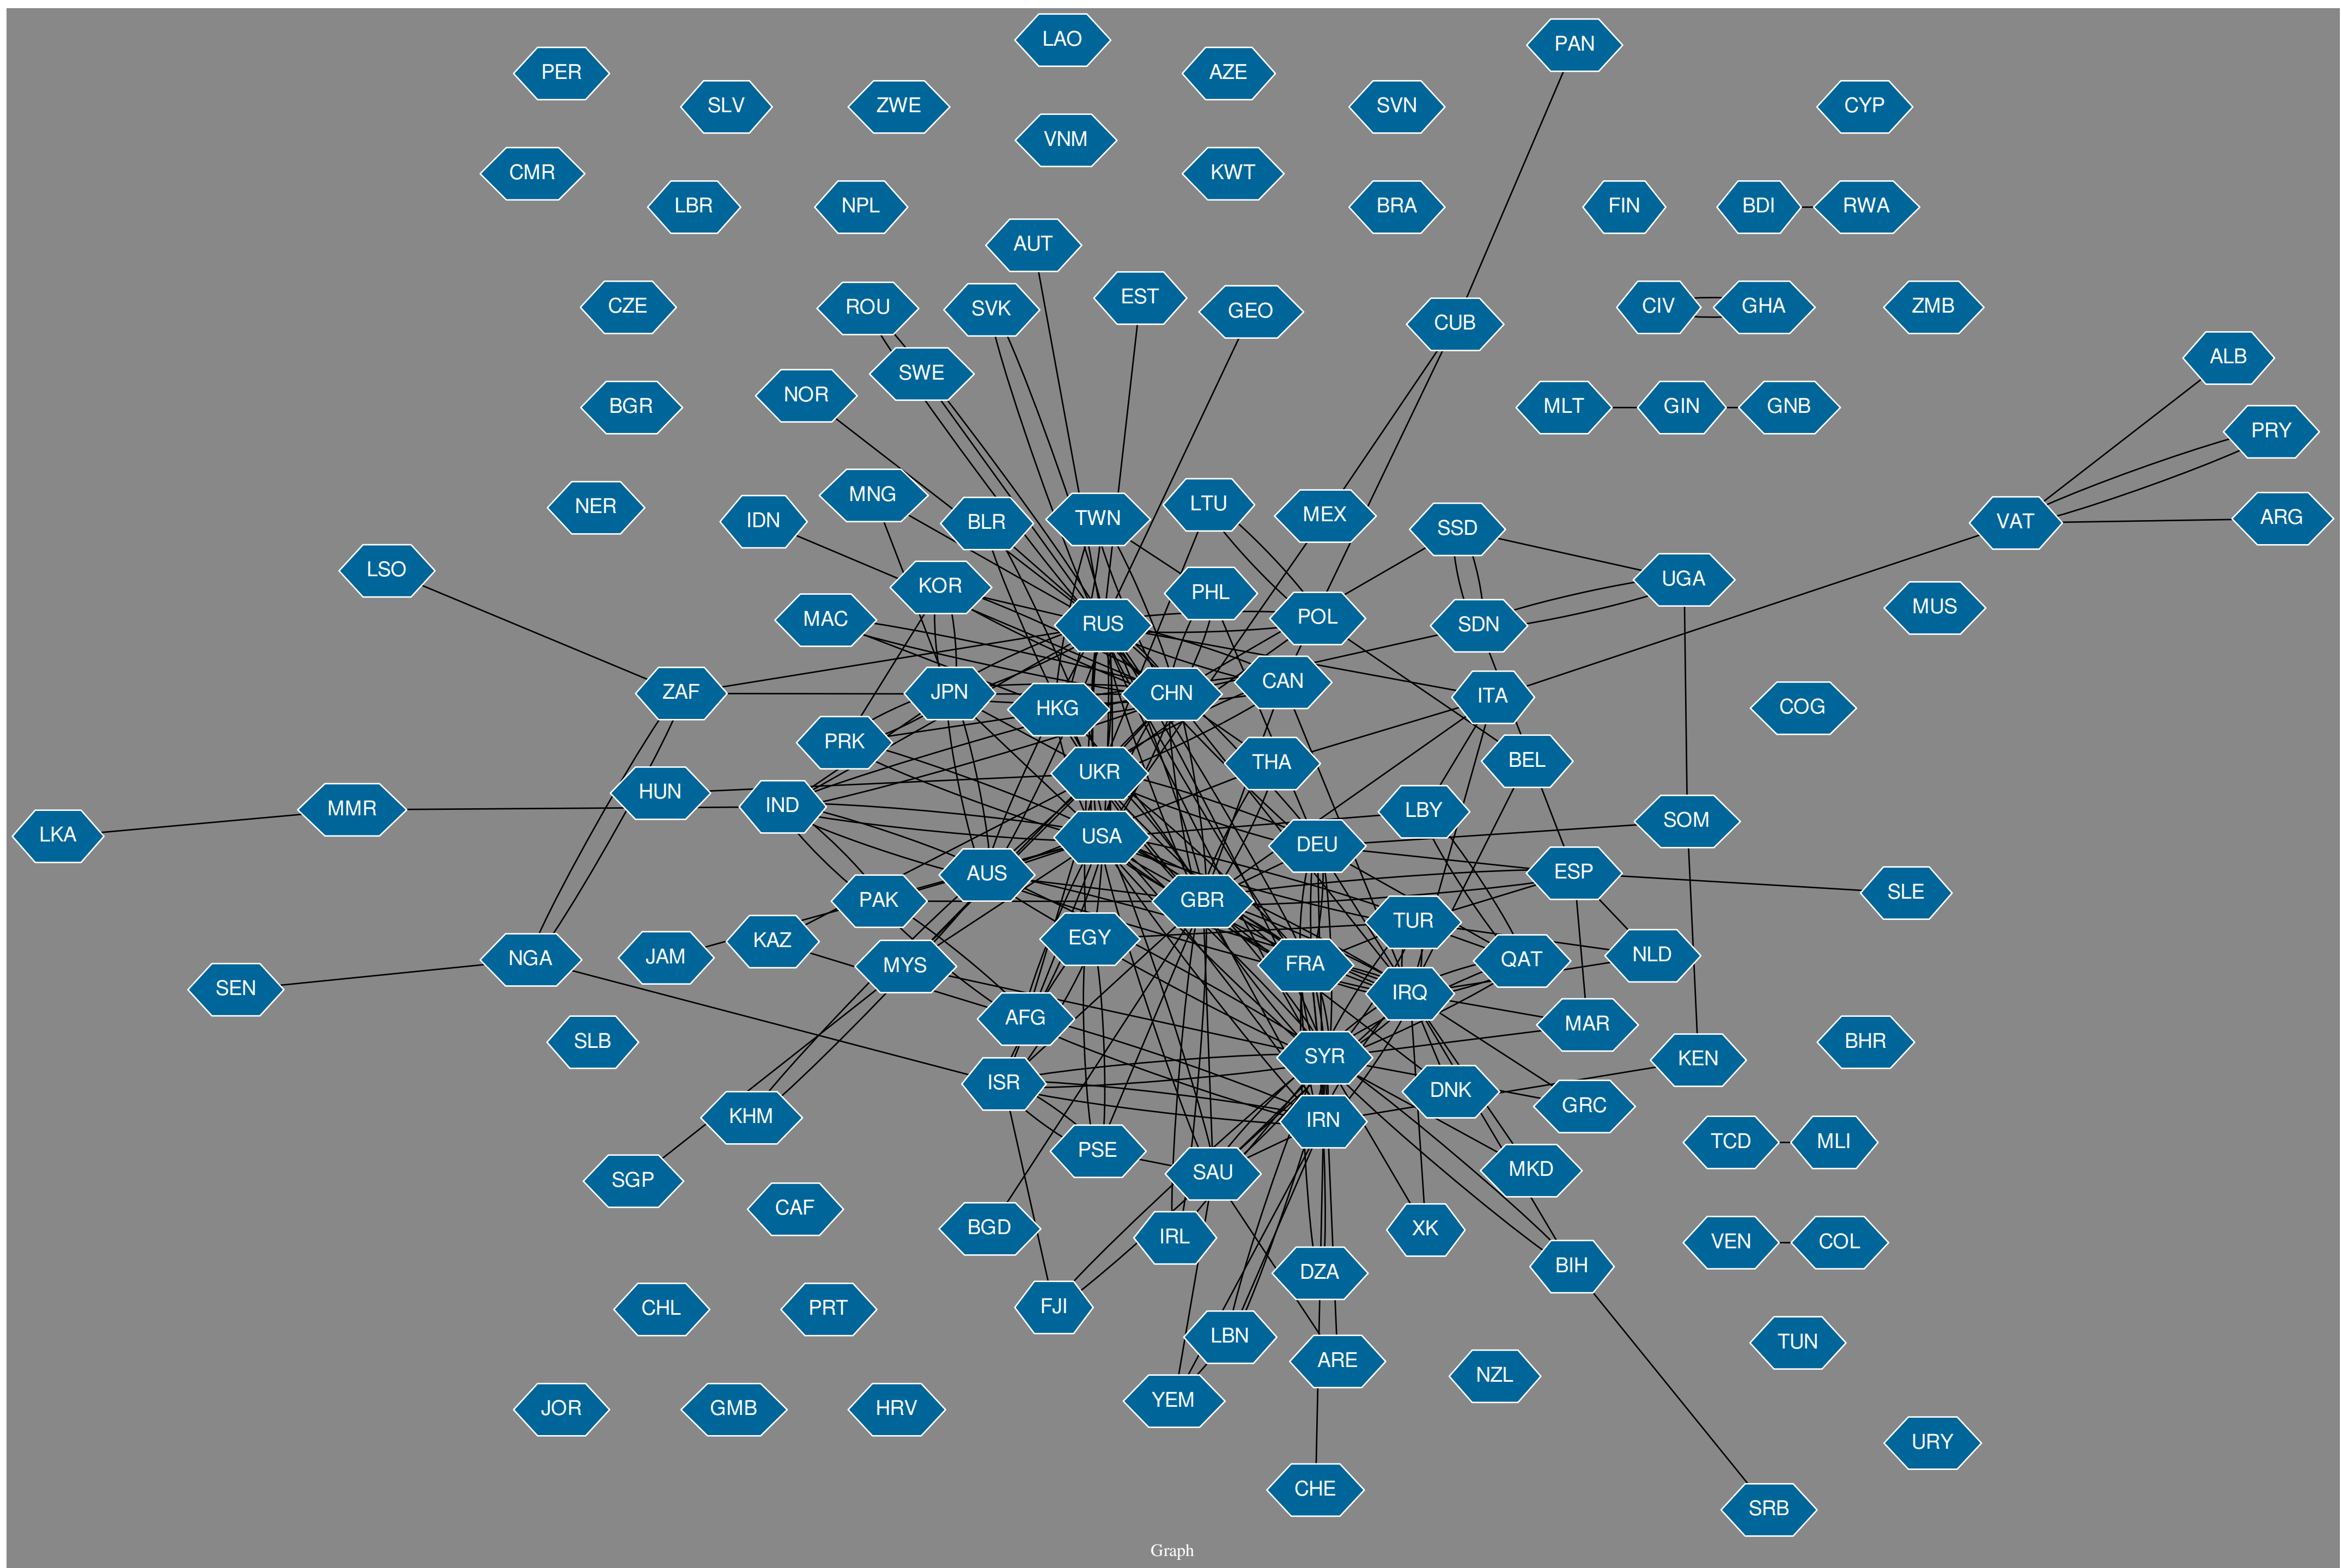 LAO
PAN
PER
AZE
SLV
ZWE
SVN
CYP
VNM
CMR
KWT
LBR
NPL
BRA
FIN
BDI
RWA
AUT
EST
CZE
ROU
SVK
GEO
CUB
CIV
GHA
ZMB
ALB
SWE
NOR
BGR
MLT
GIN
GNB
PRY
MNG
NER
IDN
BLR
TWN
LTU
MEX
SSD
VAT
ARG
LSO
KOR
PHL
UGA
MUS
MAC
RUS
POL
SDN
ZAF
JPN
HKG
CHN
CAN
ITA
COG
PRK
UKR
THA
BEL
LKA
MMR
HUN
IND
USA
LBY
SOM
DEU
AUS
PAK
GBR
ESP
SLE
TUR
KAZ
EGY
JAM
NGA
MYS
FRA
QAT
NLD
SEN
IRQ
AFG
MAR
SLB
SYR
KEN
BHR
ISR
DNK
KHM
IRN
GRC
PSE
TCD
MLI
SGP
SAU
MKD
CAF
BGD
IRL
XK
VEN
COL
DZA
BIH
CHL
PRT
FJI
LBN
TUN
ARE
NZL
YEM
JOR
GMB
HRV
URY
CHE
SRB
Graph